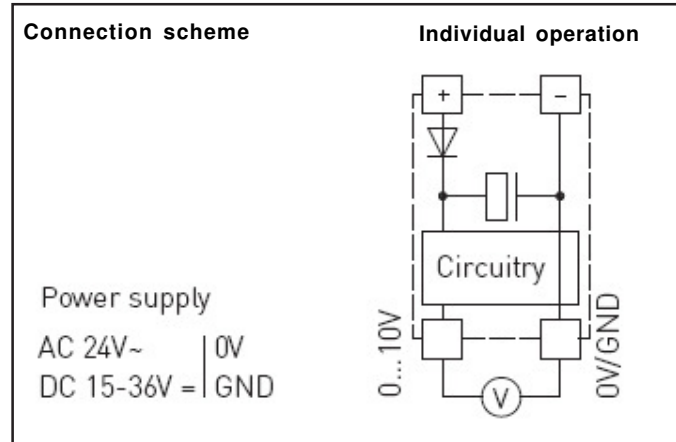 Connection scheme
Individual operation
+ −
Circuitry
Power supply
AC 24V~ | 0V
DC 15-36V = | GND
0...10V
0V/GND
V